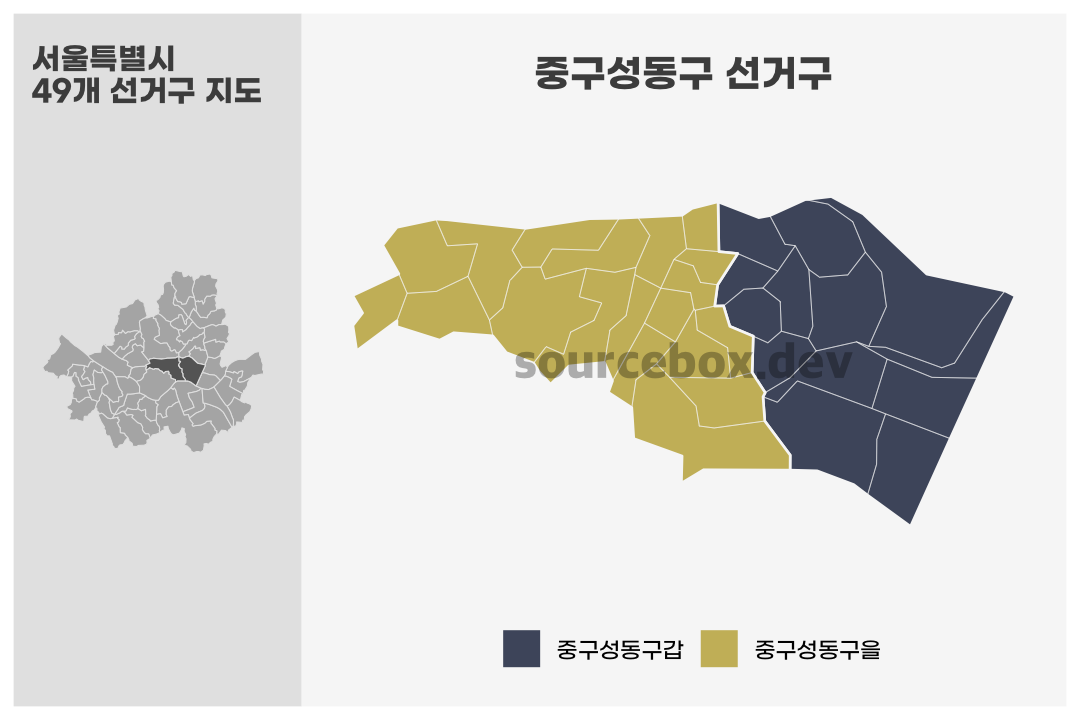 서울특별시
49개 선거구 지도
중구성동구 선거구
sourcebox.dev
중구성동구갑
중구성동구을